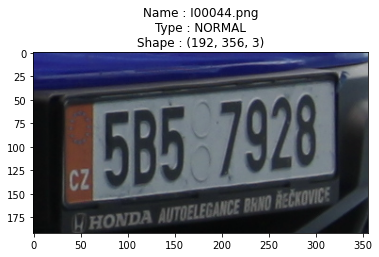 Name : I00044.png
Type : NORMAL
Shape : (192, 356, 3)
0
25
50
75
100
125
150
175
CZ 5B5 7928
HONDA AUTOELEGANCE BRNO ŘEČKOVICE
0 50 100 150 200 250 300 350